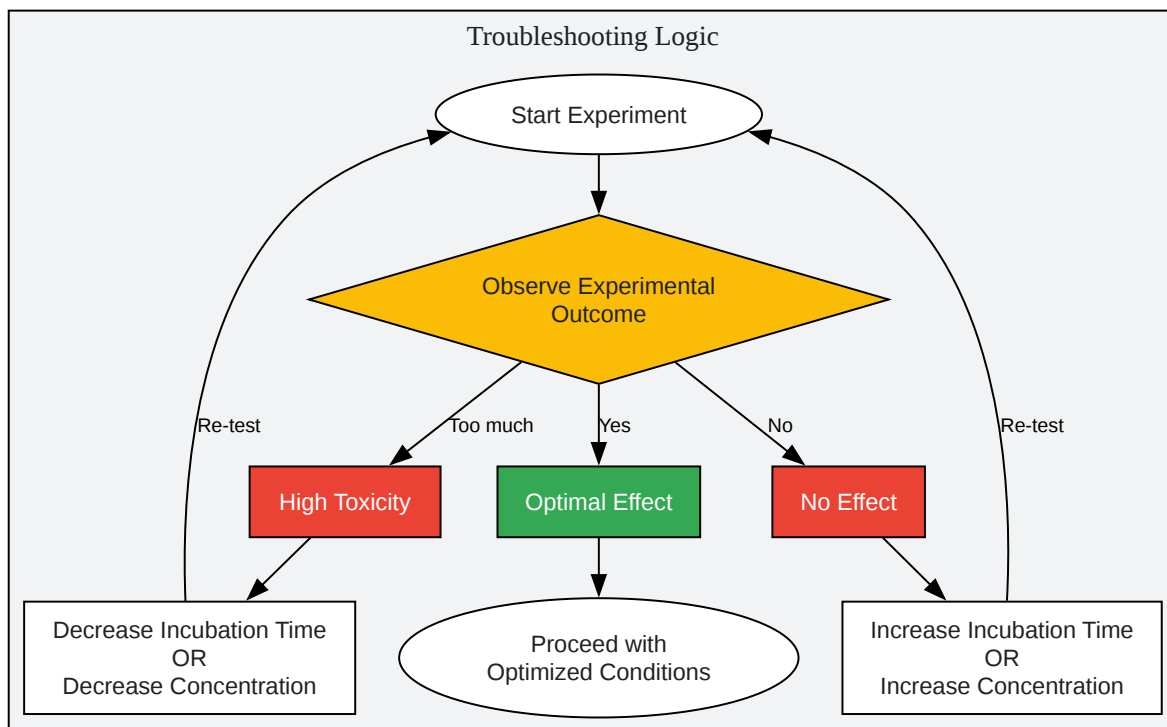 Troubleshooting Logic
Start Experiment
Observe Experimental
Outcome
Re-test
Too much
Yes
No
Re-test
High Toxicity
Optimal Effect
No Effect
Decrease Incubation Time
OR
Decrease Concentration
Proceed with
Optimized Conditions
Increase Incubation Time
OR
Increase Concentration